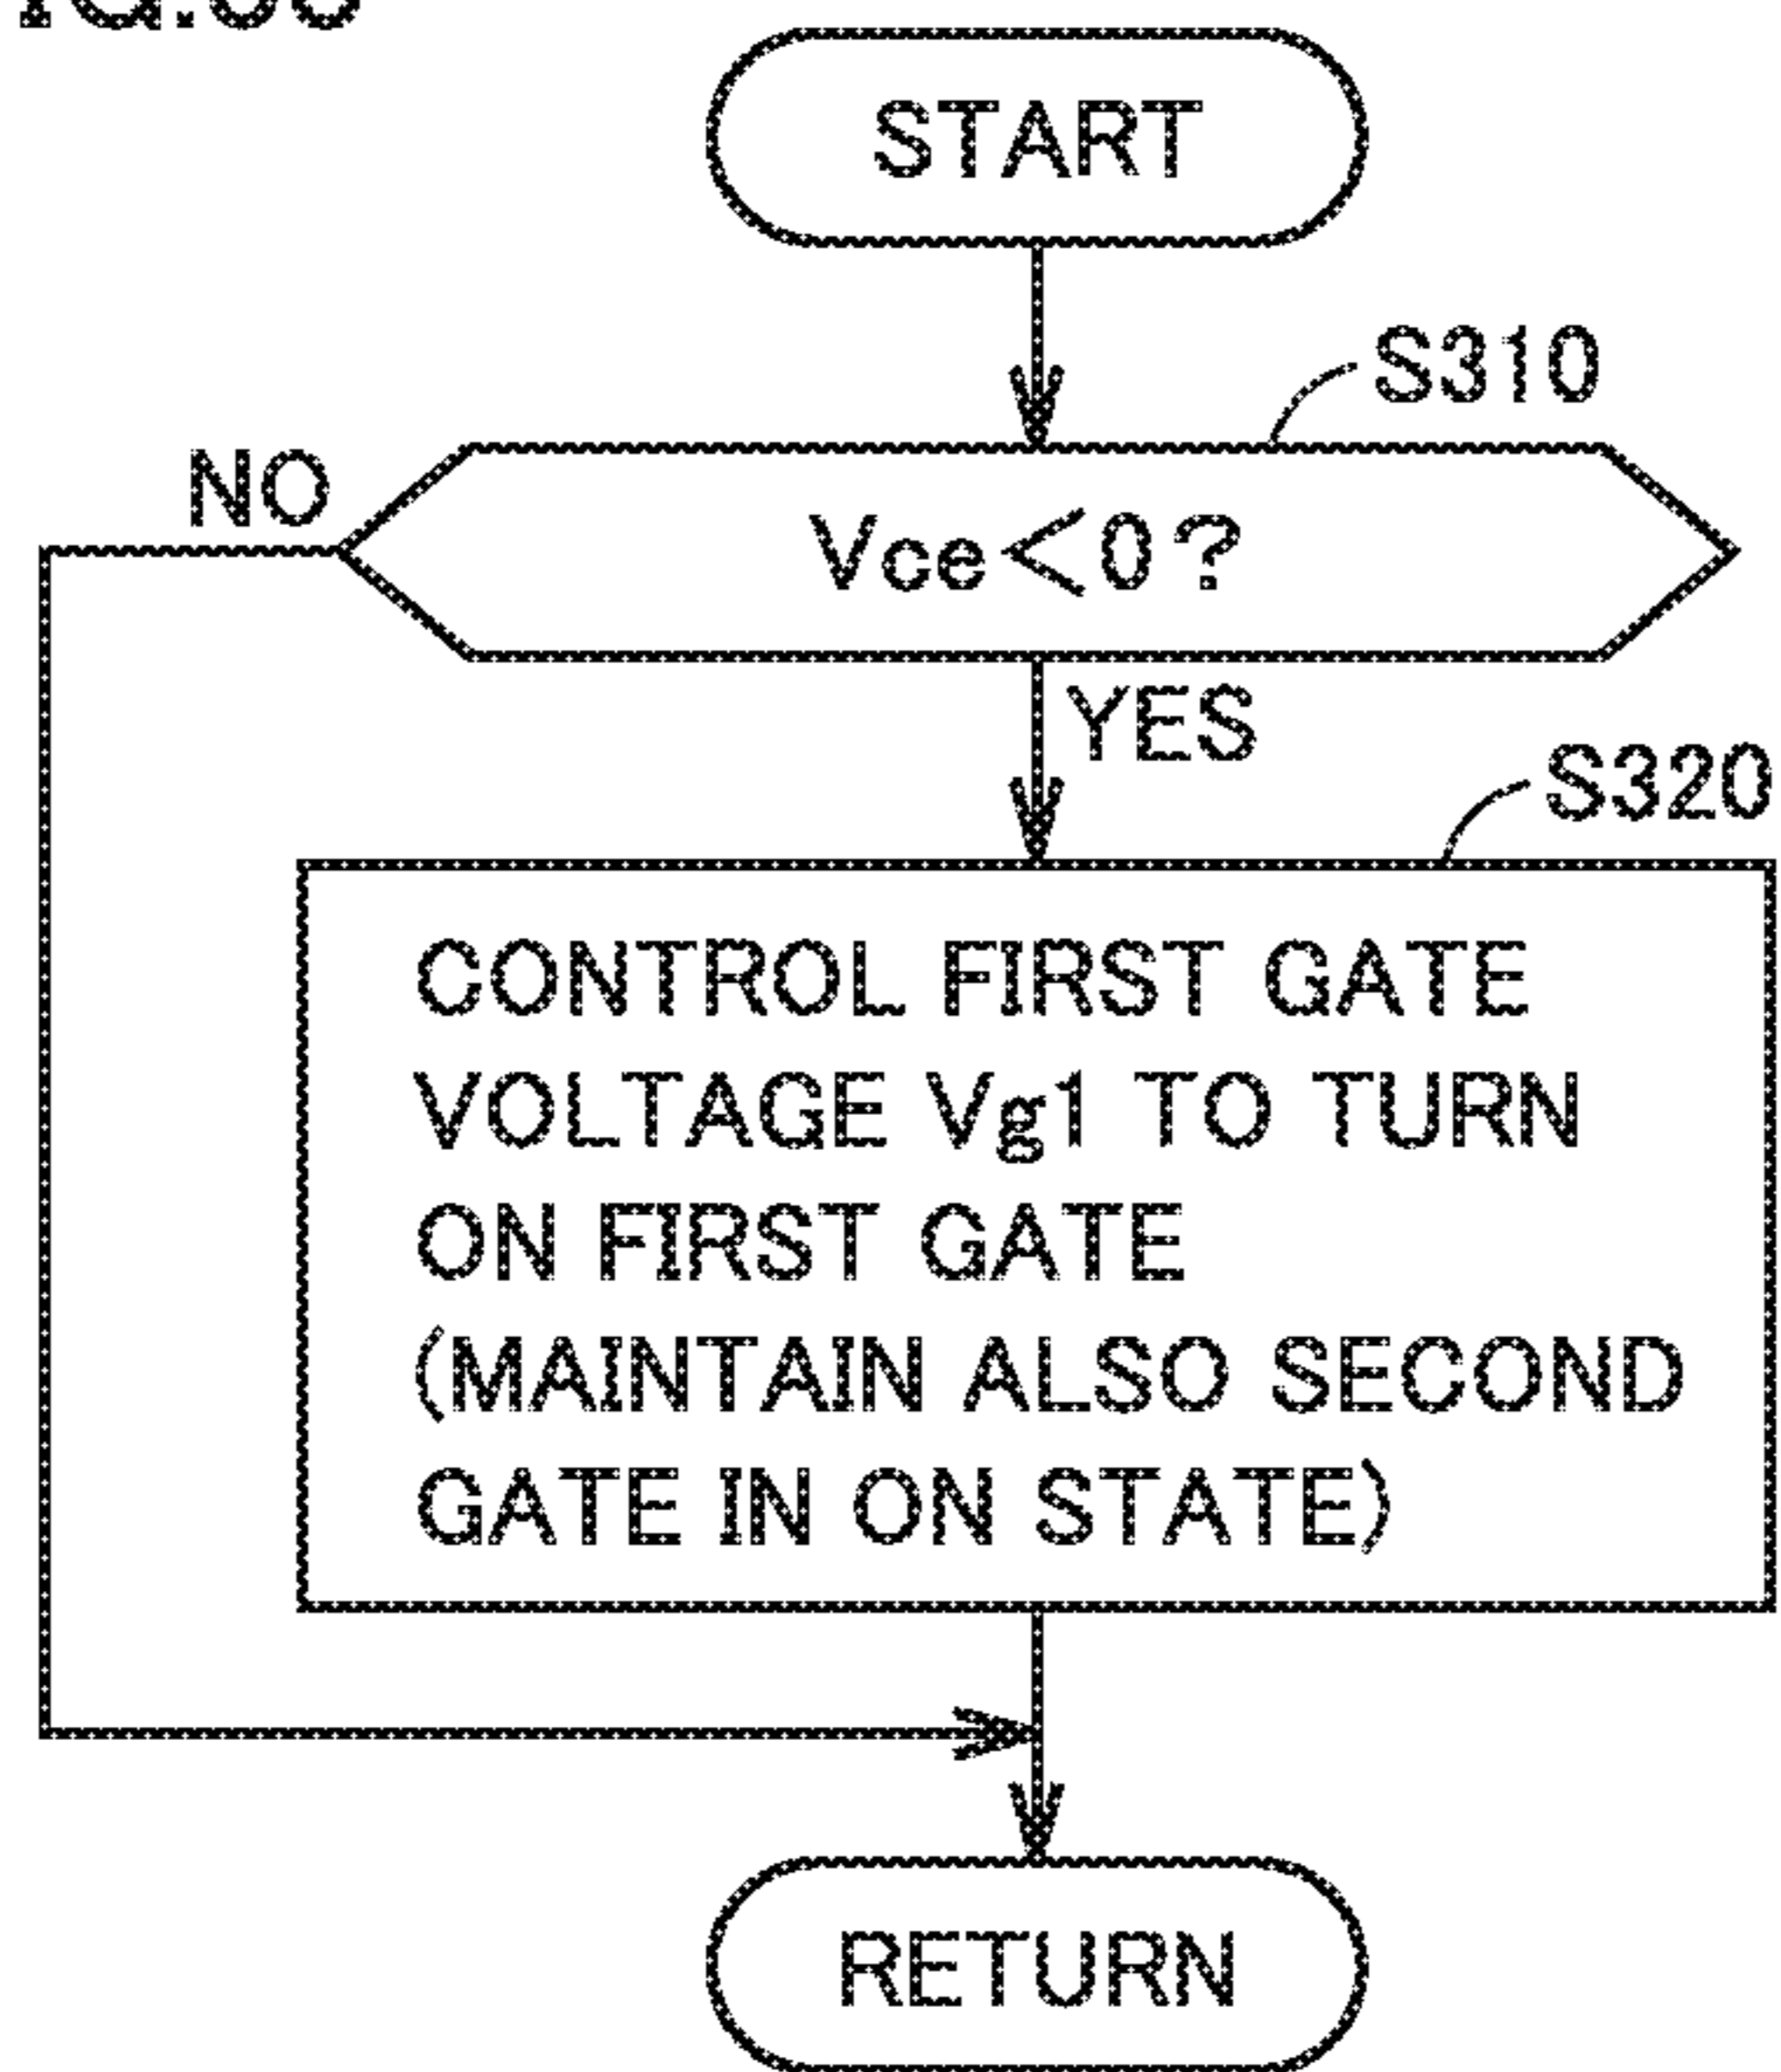 START
S310
NO
Vce<0?
YES
S320
CONTROL FIRST GATE
VOLTAGE Vg1 TO TURN
ON FIRST GATE
(MAINTAIN ALSO SECOND
GATE IN ON STATE)
RETURN